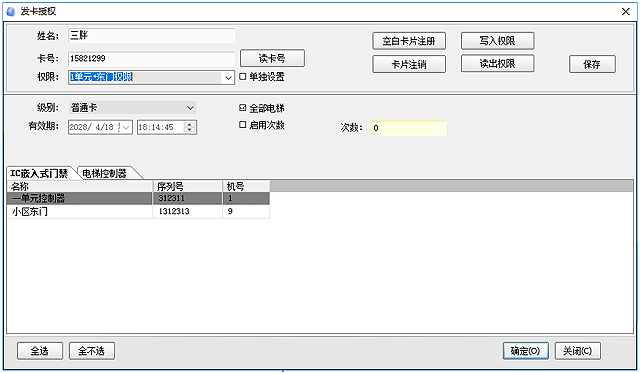 发卡授权
姓名: 三胖 空白卡片注册 写入权限
卡号: 15821299 读卡号 卡片注销 读出权限 保存
权限: 1单元+东门权限 单独设置
级别: 普通卡 全部电梯
有效期: 2028/ 4/18 18:14:45 启用次数 次数: 0
IC嵌入式门禁 电梯控制器
名称 序列号 机号
一单元控制器 312311 1
小区东门 1312313 9
全选 全不选 确定(O) 关闭(C)